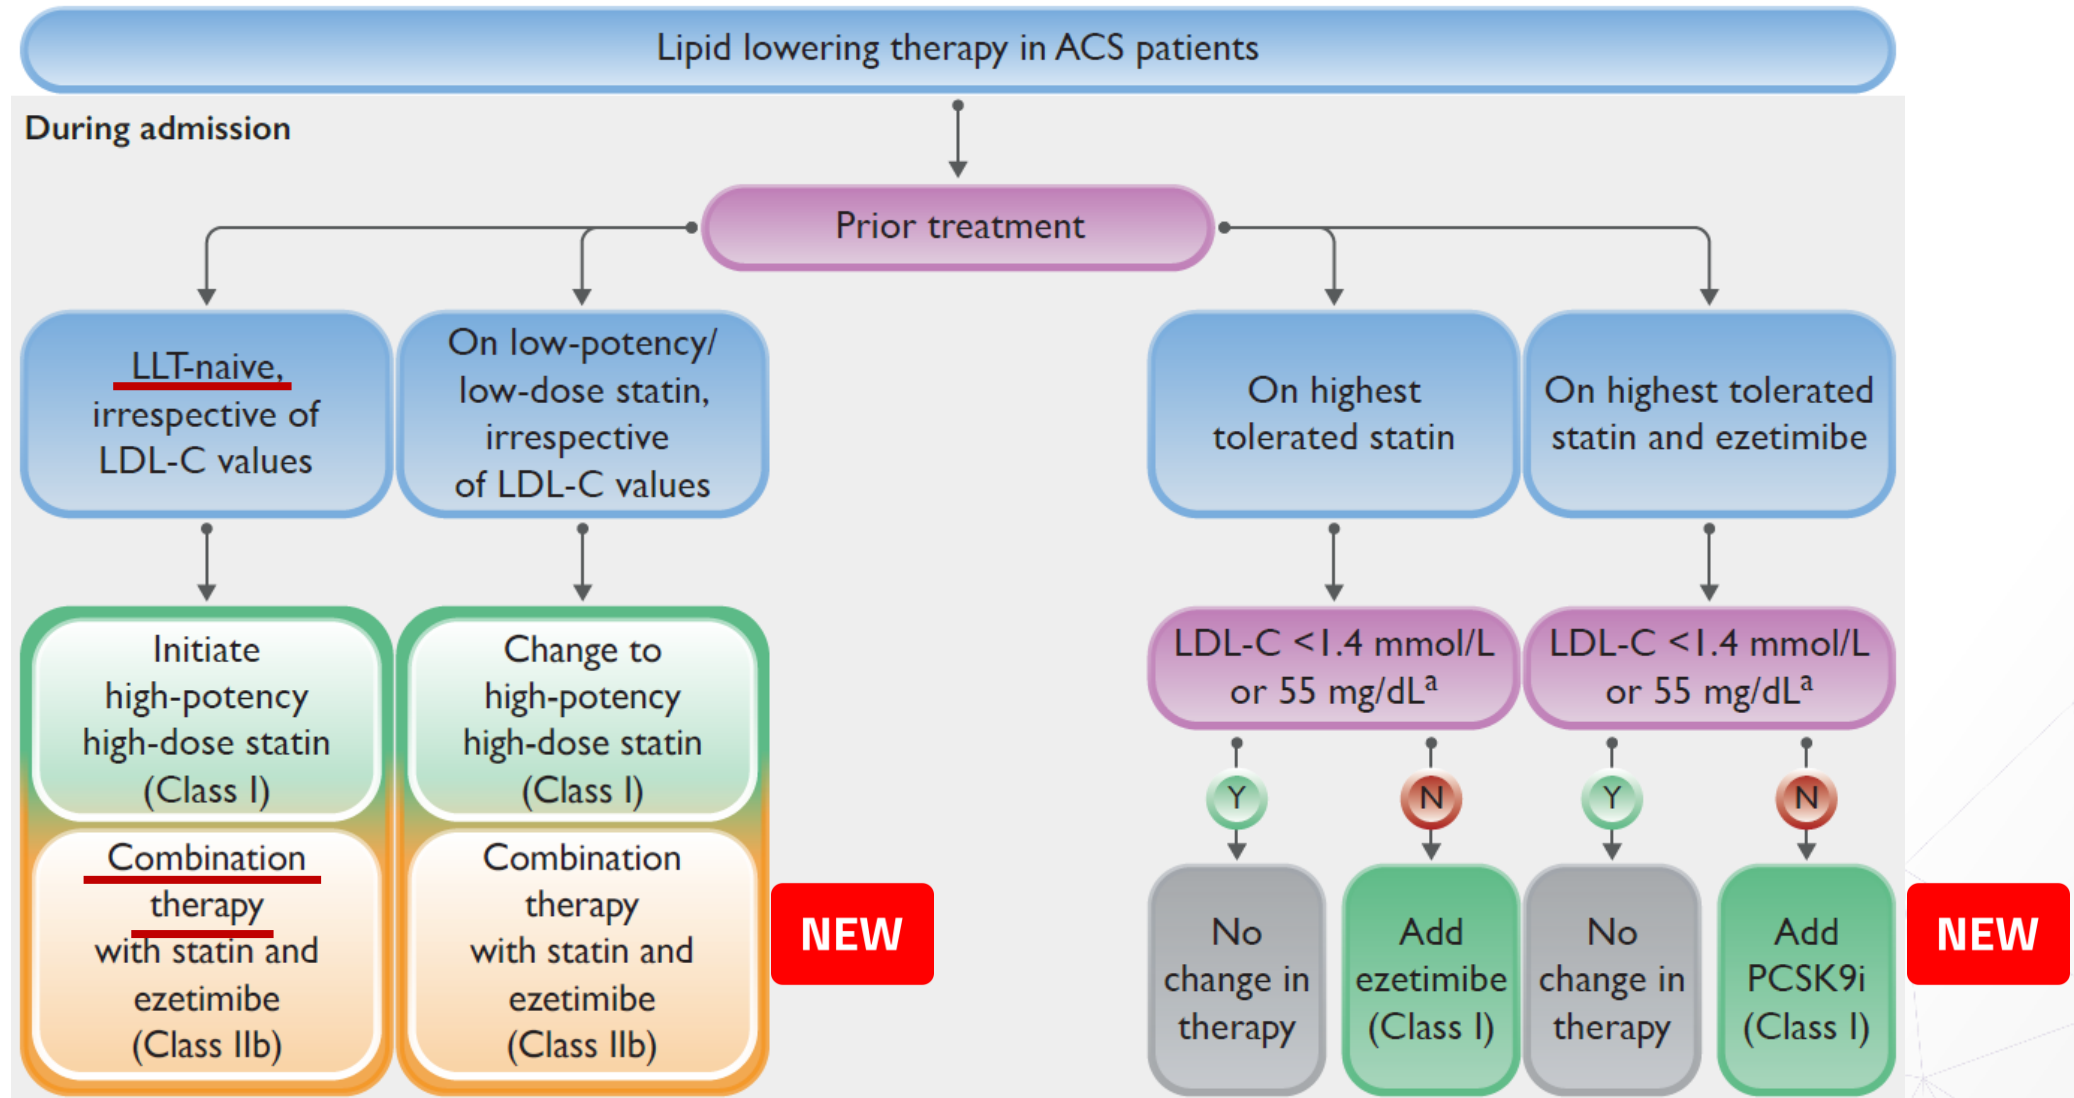 Lipid lowering therapy in ACS patients
During admission
Prior treatment
LLT-naive,
irrespective of
LDL-C values
On low-potency/
low-dose statin,
irrespective
of LDL-C values
On highest
tolerated statin
On highest tolerated
statin and ezetimibe
Initiate
high-potency
high-dose statin
(Class I)
Change to
high-potency
high-dose statin
(Class I)
LDL-C <1.4 mmol/L
or 55 mg/dLᵃ
LDL-C <1.4 mmol/L
or 55 mg/dLᵃ
Y
N
Y
N
Combination
therapy
with statin and
ezetimibe
(Class IIb)
Combination
therapy
with statin and
ezetimibe
(Class IIb)
NEW
No
change in
therapy
Add
ezetimibe
(Class I)
No
change in
therapy
Add
PCSK9i
(Class I)
NEW